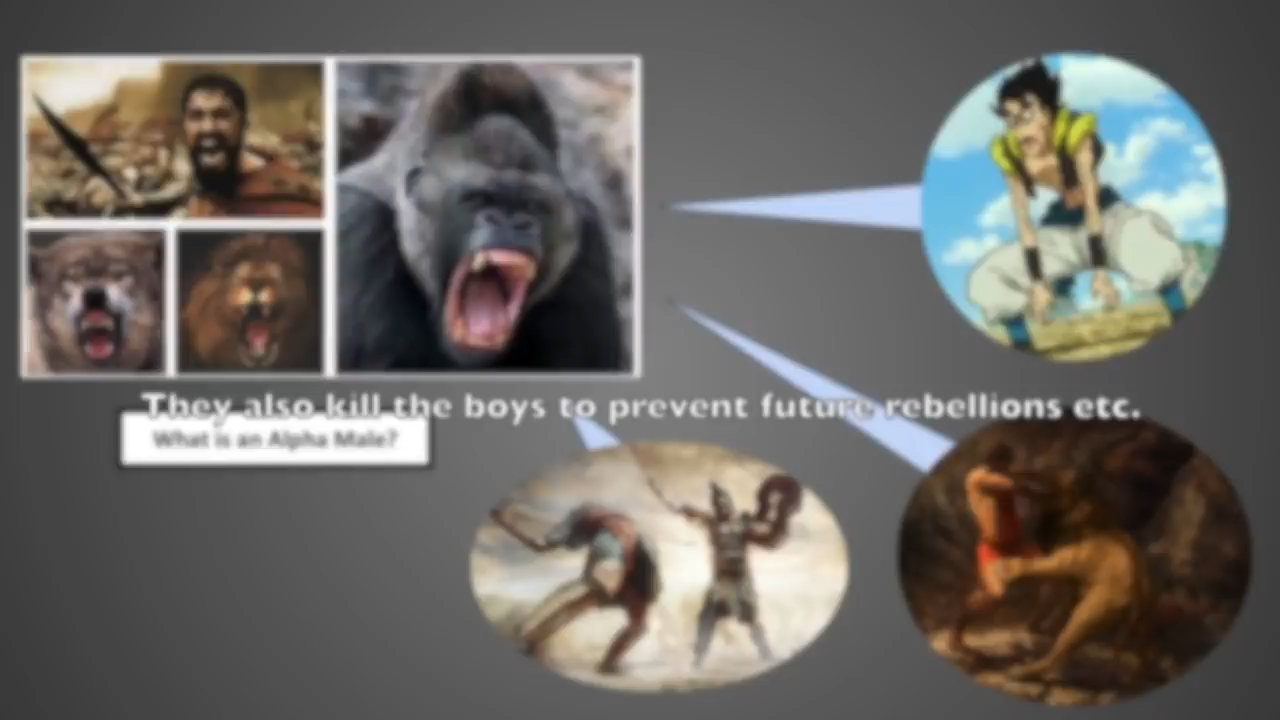 They also kill the boys to prevent future rebellions etc.
What is an Alpha Male?